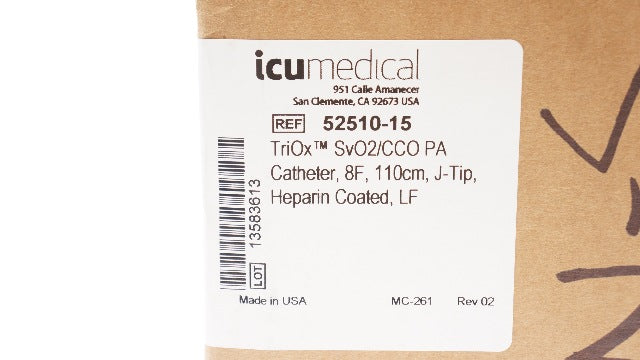 icumedical
951 Calle Amanecer
San Clemente, CA 92673 USA
REF 52510-15
TriOx™ SvO2/CCO PA
Catheter, 8F, 110cm, J-Tip,
Heparin Coated, LF
LOT 13583613
Made in USA MC-261 Rev 02